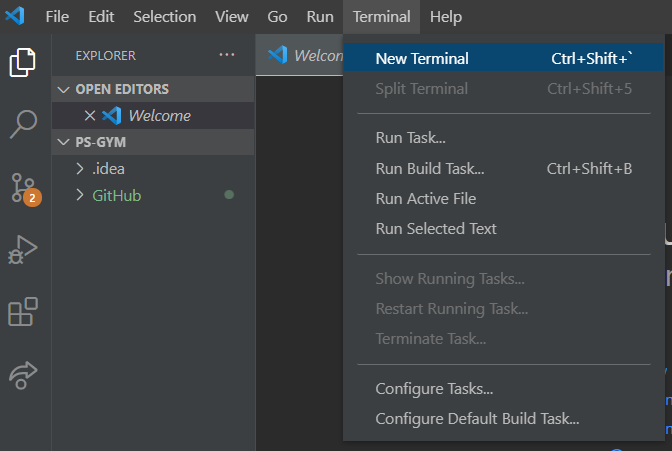 File Edit Selection View Go Run Terminal Help
EXPLORER ...
OPEN EDITORS
Welcome
PS-GYM
.idea
GitHub
2
New Terminal Ctrl+Shift+`
Split Terminal Ctrl+Shift+5
Run Task...
Run Build Task... Ctrl+Shift+B
Run Active File
Run Selected Text
Show Running Tasks...
Restart Running Task...
Terminate Task...
Configure Tasks...
Configure Default Build Task...